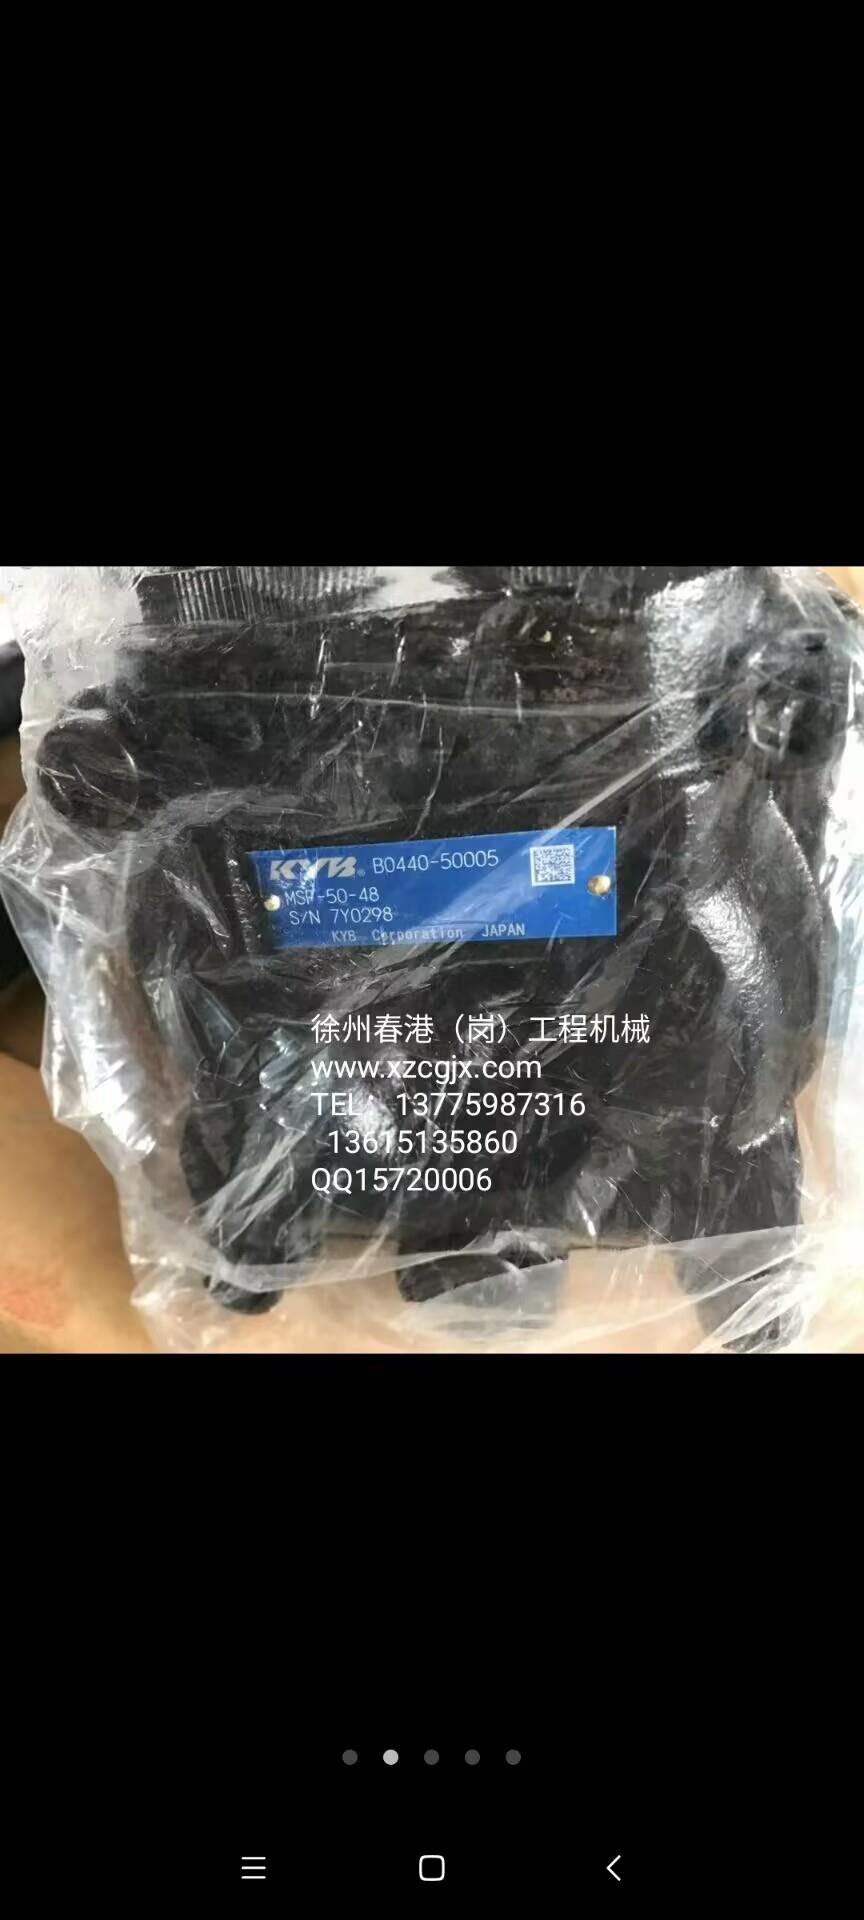 KYB® B0440-50005
MSF-50-48
S/N 7Y0298
KYB Corporation JAPAN
徐州春港（岗）工程机械
www.xzcgjx.com
TEL：13775987316
13615135860
QQ15720006